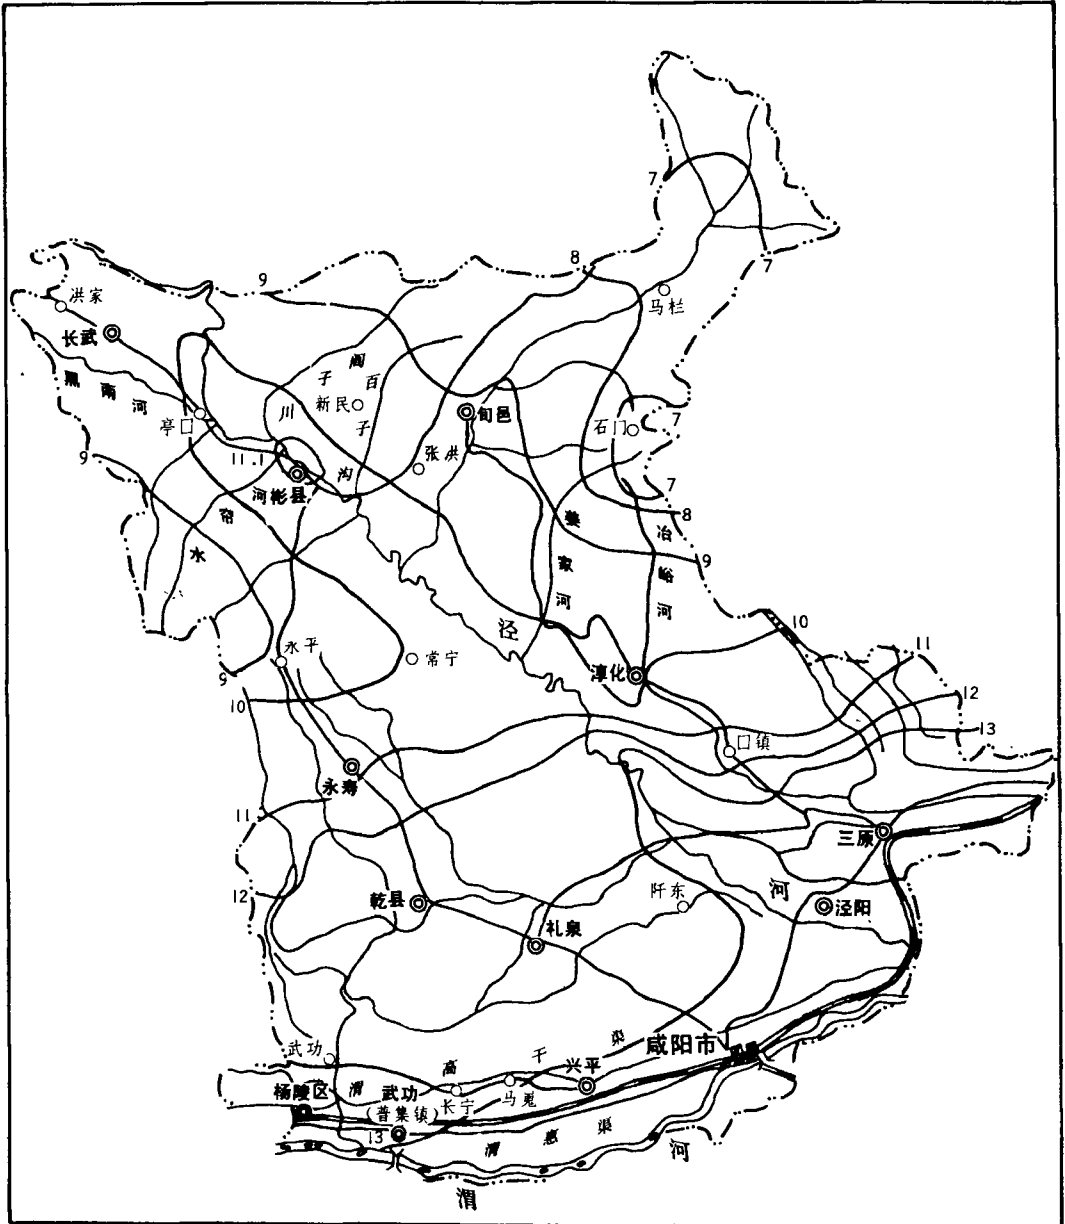 7
7
8
9
洪家
马栏
长武
闽
子
百
黑
南
河
新民
川
旬邑
子
7
亭口
石门
9
张洪
11.1
沟
7
河彬县
8
帘
姜
冶
水
9
家
峪
河
河
泾
10
永平
常宁
11
淳化
9
10
12
13
口镇
永寿
11
三原
河
阡东
12
乾县
泾阳
礼泉
渠
咸阳市
武功
干
高
兴平
杨陵区
渭
武功
长宁
马嵬
(普集镇)
13
渭
惠
渠
河
渭